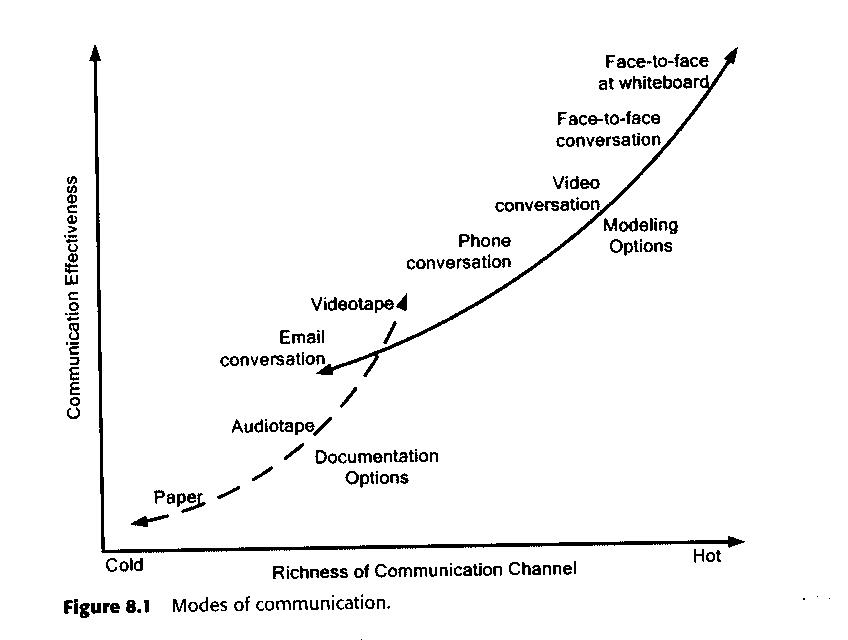 Face-to-face
at whiteboard
Face-to-face
conversation
Video
conversation
Modeling
Options
Phone
conversation
Videotape
Email
conversation
Audiotape
Documentation
Options
Paper
Communication Effectiveness
Cold
Hot
Richness of Communication Channel
Figure 8.1 Modes of communication.